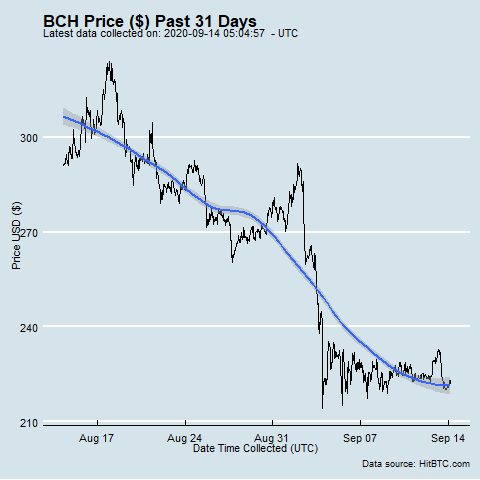 BCH Price ($) Past 31 Days
Latest data collected on: 2020-09-14 05:04:57 - UTC
300
270
240
210
Price USD ($)
Aug 17 Aug 24 Aug 31 Sep 07 Sep 14
Date Time Collected (UTC)
Data source: HitBTC.com